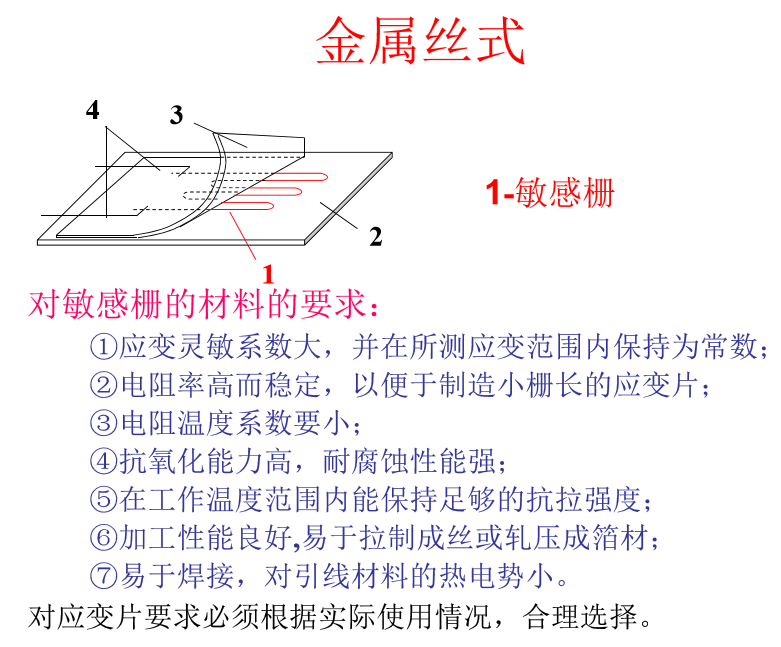 金属丝式
4
3
1-敏感栅
2
1
对敏感栅的材料的要求：
①应变灵敏系数大，并在所测应变范围内保持为常数；
②电阻率高而稳定，以便于制造小栅长的应变片；
③电阻温度系数要小；
④抗氧化能力高，耐腐蚀性能强；
⑤在工作温度范围内能保持足够的抗拉强度；
⑥加工性能良好,易于拉制成丝或轧压成箔材；
⑦易于焊接，对引线材料的热电势小。
对应变片要求必须根据实际使用情况，合理选择。